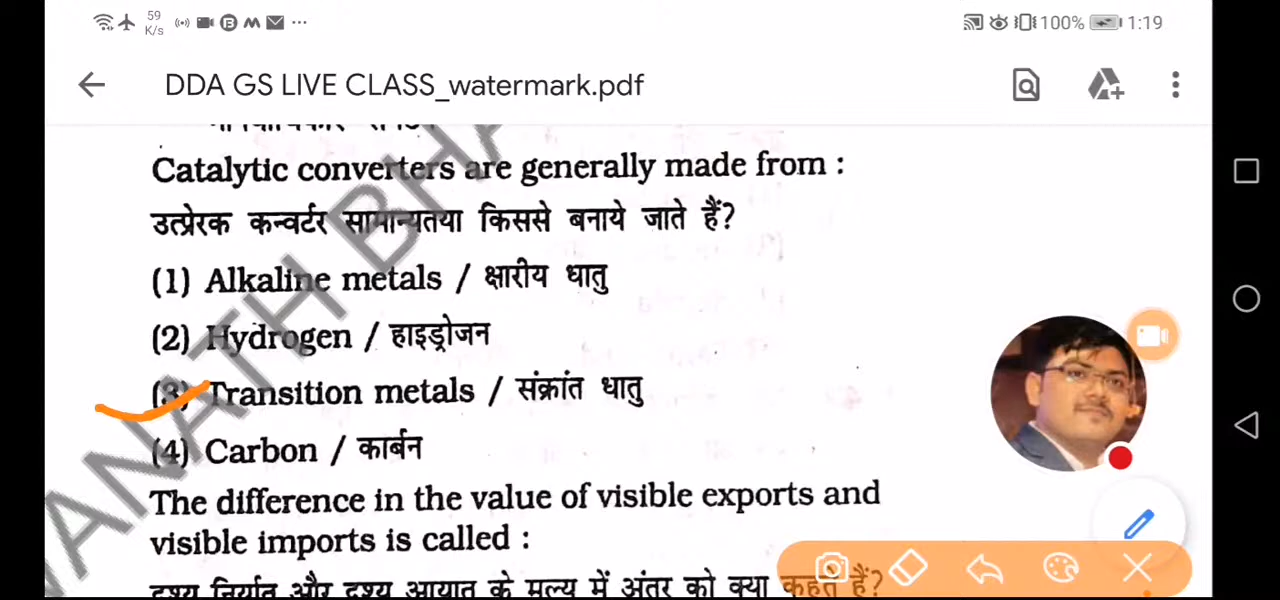 59
K/s
100%
1:19
DDA GS LIVE CLASS_watermark.pdf
Catalytic converters are generally made from :
उत्प्रेरक कन्वर्टर सामान्यतया किससे बनाये जाते हैं?
(1) Alkaline metals / क्षारीय धातु
(2) Hydrogen / हाइड्रोजन
(3) Transition metals / संक्रांत धातु
(4) Carbon / कार्बन
The difference in the value of visible exports and
visible imports is called :
दृश्य निर्यात और दृश्य आयात के मूल्य में अंतर को क्या कहते हैं?